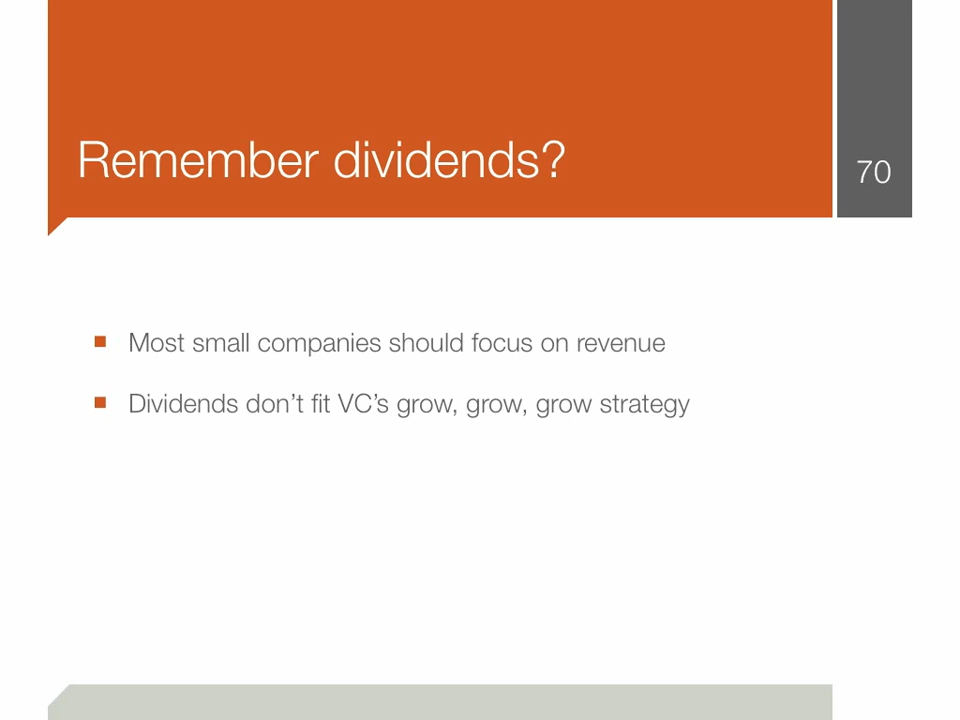 Remember dividends?
70
Most small companies should focus on revenue
Dividends don’t fit VC’s grow, grow, grow strategy